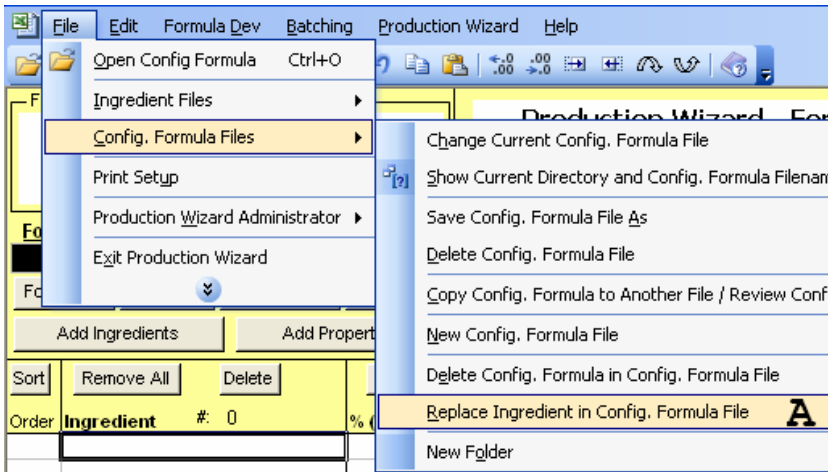 File Edit Formula Dev Batching Production Wizard Help
Open Config Formula Ctrl+O
Ingredient Files
Config. Formula Files
Print Setup
Production Wizard Administrator
Exit Production Wizard
Production Wizard
Change Current Config. Formula File
Show Current Directory and Config. Formula
Save Config. Formula File As
Delete Config. Formula File
Copy Config. Formula to Another File / Review
New Config. Formula File
Delete Config. Formula in Config. Formula File
Replace Ingredient in Config. Formula File A
New Folder
Add Ingredients Add
Sort Remove All Delete
Order Ingredient #: 0 % (